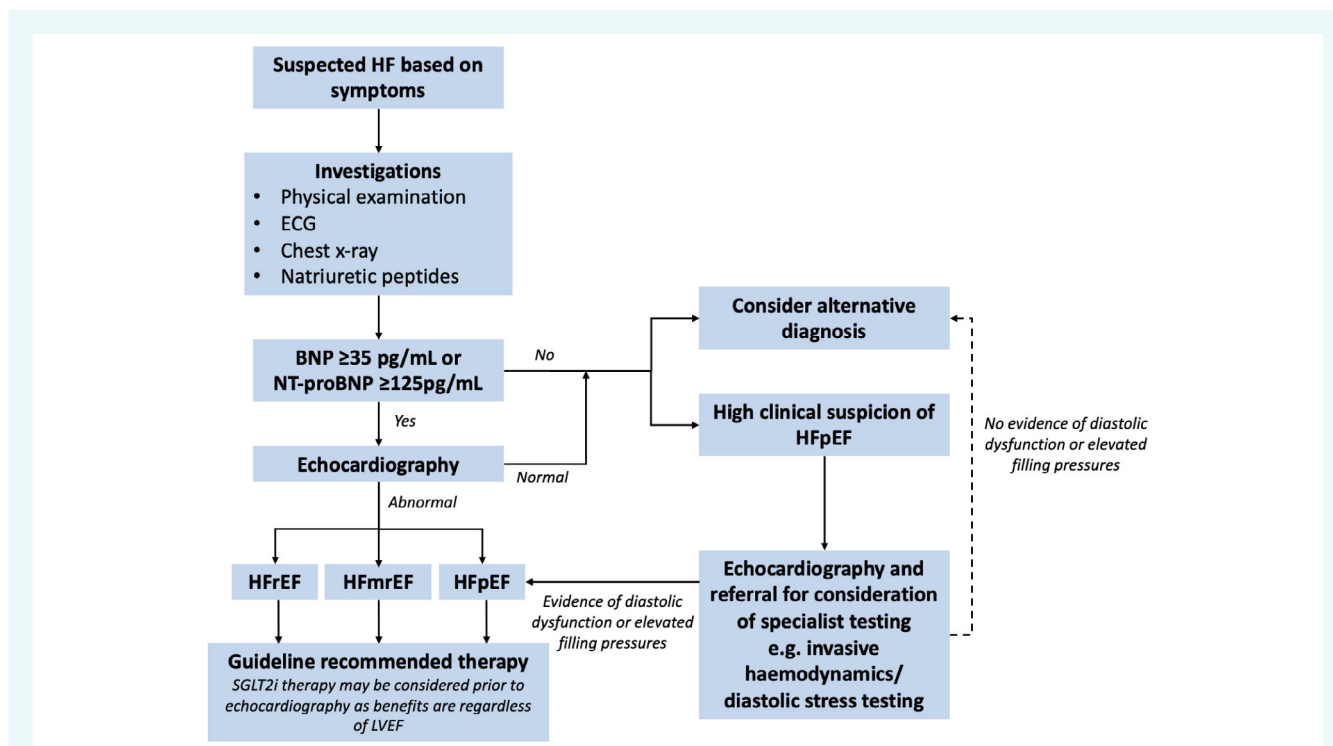 Suspected HF based on
symptoms
Investigations
• Physical examination
• ECG
• Chest x-ray
• Natriuretic peptides
BNP ≥35 pg/mL or
NT-proBNP ≥125pg/mL
No
Yes
Echocardiography
Normal
Abnormal
HFrEF
HFmrEF
HFpEF
Guideline recommended therapy
SGLT2i therapy may be considered prior to
echocardiography as benefits are regardless
of LVEF
Consider alternative
diagnosis
High clinical suspicion of
HFpEF
Echocardiography and
referral for consideration
of specialist testing
e.g. invasive
haemodynamics/
diastolic stress testing
Evidence of diastolic
dysfunction or elevated
filling pressures
No evidence of diastolic
dysfunction or elevated
filling pressures